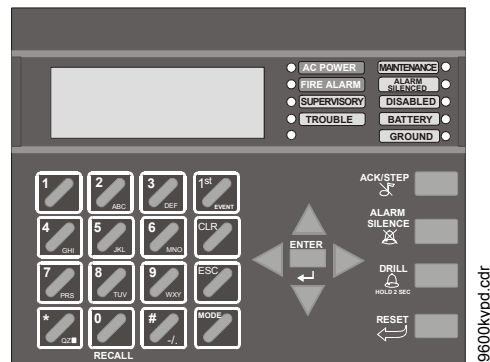 AC POWER MAINTENANCE
FIRE ALARM ALARM SILENCED
SUPERVISORY DISABLED
TROUBLE BATTERY
GROUND
1 2 ABC 3 DEF 1st EVENT
4 GHI 5 JKL 6 MNO CLR
7 PRS 8 TUV 9 WXY ESC
* QZ 0 # -/. MODE
RECALL
ENTER
ACK/STEP
ALARM
SILENCE
DRILL
HOLD 2 SEC
RESET
9600kypd.cdr